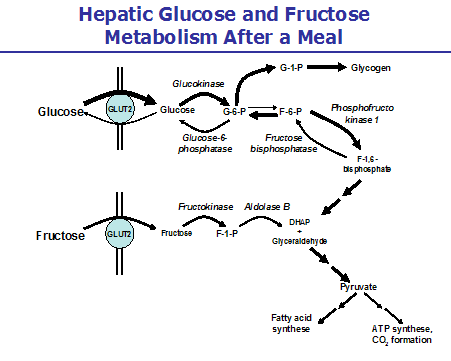 Hepatic Glucose and Fructose
Metabolism After a Meal
G-1-P
Glycogen
Glucokinase
Glucose
GLUT2
Glucose
G-6-P
F-6-P
Phosphofructo
kinase 1
Glucose-6-
phosphatase
Fructose
bisphosphatase
F-1,6-
bisphosphate
Fructokinase
Aldolase B
Fructose
GLUT2
Fructose
F-1-P
DHAP
+
Glyceraldehyde
Pyruvate
Fatty acid
synthese
ATP synthese,
CO2 formation